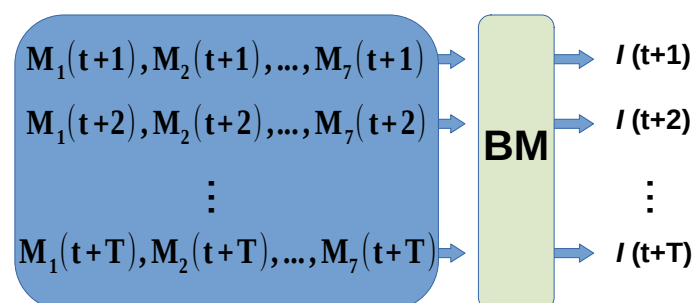 M₁(t+1),M₂(t+1),...,M₇(t+1) I (t+1)
M₁(t+2),M₂(t+2),...,M₇(t+2) I (t+2)
BM
⋮ ⋮
M₁(t+T),M₂(t+T),...,M₇(t+T) I (t+T)